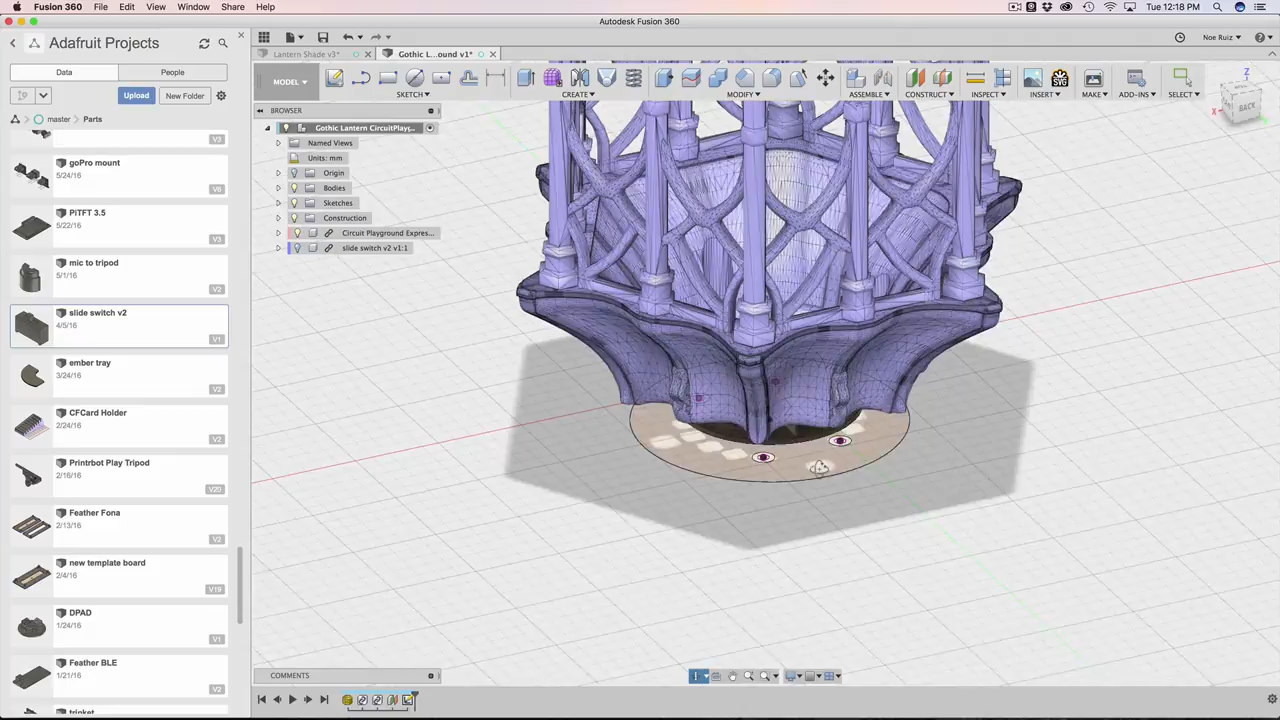 Fusion 360 File Edit View Window Share Help
Tue 12:18 PM
Autodesk Fusion 360
Adafruit Projects
Noe Ruiz
Lantern Shade v3*
Gothic L...ound v1*
Data People
MODEL
SKETCH CREATE MODIFY ASSEMBLE CONSTRUCT INSPECT INSERT MAKE ADD-INS SELECT
Upload New Folder
master Parts
BROWSER
Gothic Lantern CircuitPlayg...
Named Views
Units: mm
Origin
Bodies
Sketches
Construction
Circuit Playground Expres...
slide switch v2 v1:1
Z
X
BACK
V3
goPro mount
5/24/16
V8
PiTFT 3.5
5/22/16
V3
mic to tripod
5/1/16
V2
slide switch v2
4/5/16
V1
ember tray
3/24/16
V2
CFCard Holder
2/24/16
V2
Printrbot Play Tripod
2/16/16
V20
Feather Fona
2/13/16
V2
new template board
2/4/16
V19
DPAD
1/24/16
V1
Feather BLE
1/21/16
V2
trinket
COMMENTS